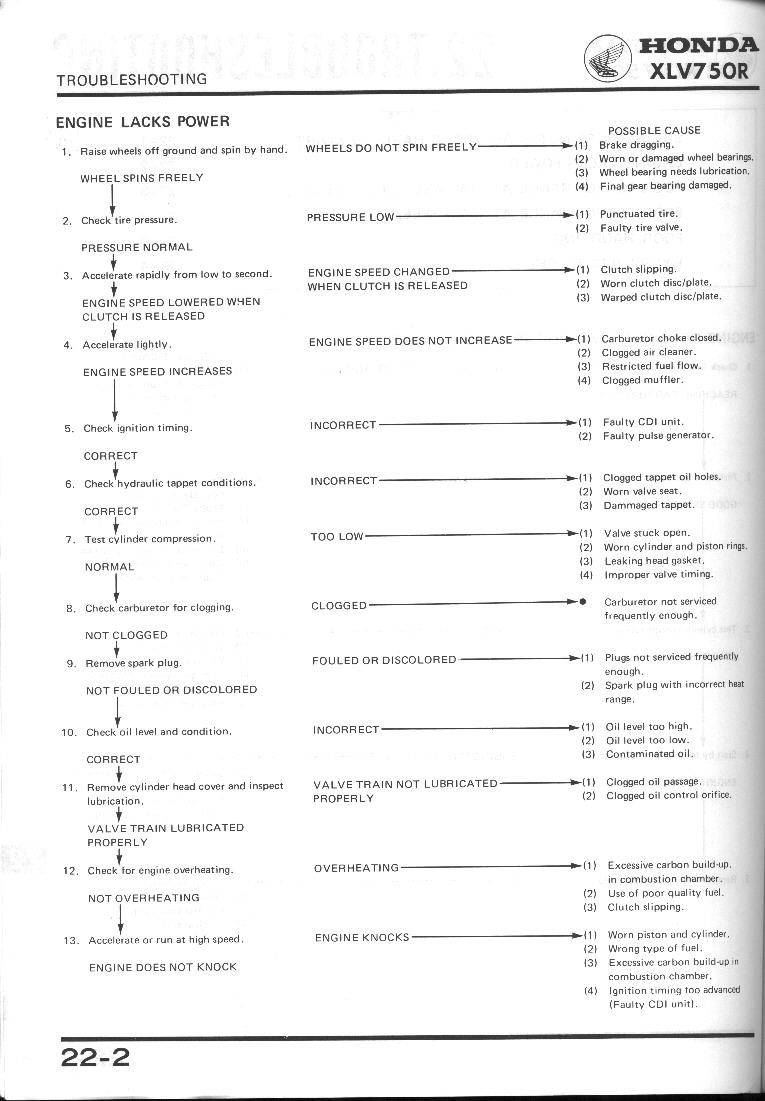 HONDA
TROUBLESHOOTING
XLV750R
ENGINE LACKS POWER
POSSIBLE CAUSE
1. Raise wheels off ground and spin by hand. WHEELS DO NOT SPIN FREELY (1) Brake dragging.
(2) Worn or damaged wheel bearings.
(3) Wheel bearing needs lubrication.
WHEEL SPINS FREELY (4) Final gear bearing damaged.
2. Check tire pressure. PRESSURE LOW (1) Punctuated tire.
(2) Faulty tire valve.
PRESSURE NORMAL
3. Accelerate rapidly from low to second. ENGINE SPEED CHANGED (1) Clutch slipping.
WHEN CLUTCH IS RELEASED (2) Worn clutch disc/plate.
ENGINE SPEED LOWERED WHEN (3) Warped clutch disc/plate.
CLUTCH IS RELEASED
4. Accelerate lightly. ENGINE SPEED DOES NOT INCREASE (1) Carburetor choke closed.
(2) Clogged air cleaner.
ENGINE SPEED INCREASES (3) Restricted fuel flow.
(4) Clogged muffler.
5. Check ignition timing. INCORRECT (1) Faulty CDI unit.
(2) Faulty pulse generator.
CORRECT
6. Check hydraulic tappet conditions. INCORRECT (1) Clogged tappet oil holes.
(2) Worn valve seat.
CORRECT (3) Dammaged tappet.
7. Test cylinder compression. TOO LOW (1) Valve stuck open.
(2) Worn cylinder and piston rings.
NORMAL (3) Leaking head gasket.
(4) Improper valve timing.
8. Check carburetor for clogging. CLOGGED • Carburetor not serviced
frequently enough.
NOT CLOGGED
9. Remove spark plug. FOULED OR DISCOLORED (1) Plugs not serviced frequently
enough.
NOT FOULED OR DISCOLORED (2) Spark plug with incorrect heat
range.
10. Check oil level and condition. INCORRECT (1) Oil level too high.
(2) Oil level too low.
CORRECT (3) Contaminated oil.
11. Remove cylinder head cover and inspect VALVE TRAIN NOT LUBRICATED (1) Clogged oil passage.
lubrication. PROPERLY (2) Clogged oil control orifice.
VALVE TRAIN LUBRICATED
PROPERLY
12. Check for engine overheating. OVERHEATING (1) Excessive carbon build-up.
in combustion chamber.
NOT OVERHEATING (2) Use of poor quality fuel.
(3) Clutch slipping.
13. Accelerate or run at high speed. ENGINE KNOCKS (1) Worn piston and cylinder.
(2) Wrong type of fuel.
ENGINE DOES NOT KNOCK (3) Excessive carbon build-up in
combustion chamber.
(4) Ignition timing too advanced
(Faulty CDI unit).
22-2